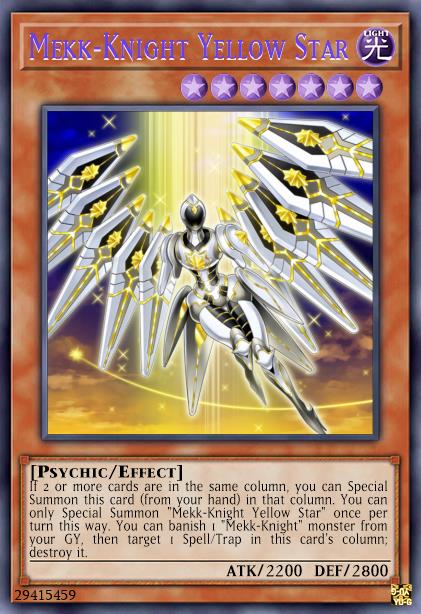 Mekk-Knight Yellow Star
LIGHT
光
[Psychic/Effect]
If 2 or more cards are in the same column, you can Special
Summon this card (from your hand) in that column. You can
only Special Summon "Mekk-Knight Yellow Star" once per
turn this way. You can banish 1 "Mekk-Knight" monster from
your GY, then target 1 Spell/Trap in this card's column;
destroy it.
ATK/2200 DEF/2800
29415459